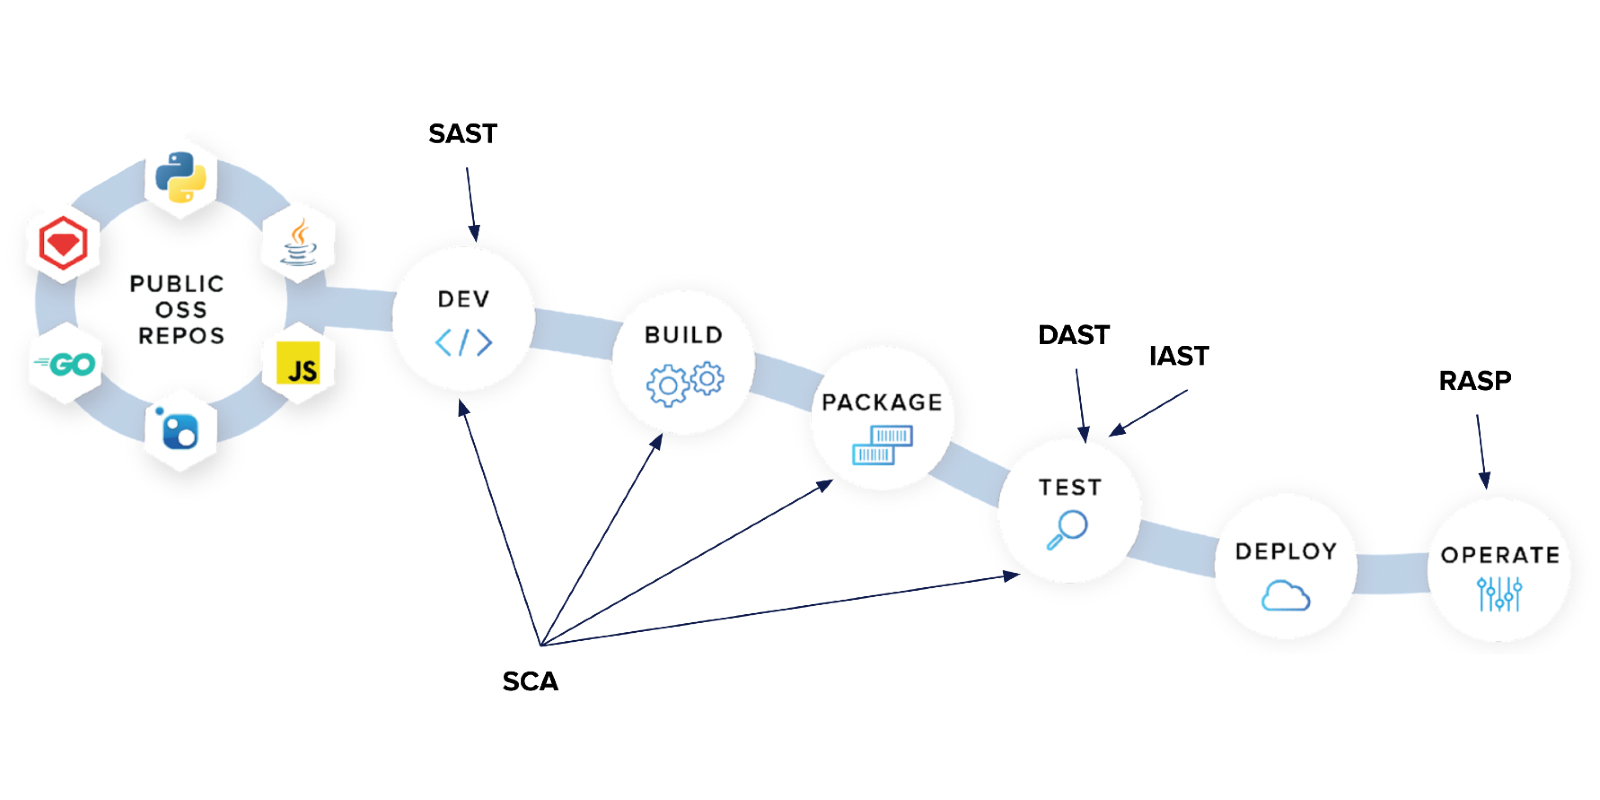 SAST
PUBLIC
OSS
REPOS
GO
JS
DEV
</>
BUILD
PACKAGE
DAST
IAST
TEST
RASP
DEPLOY
OPERATE
SCA